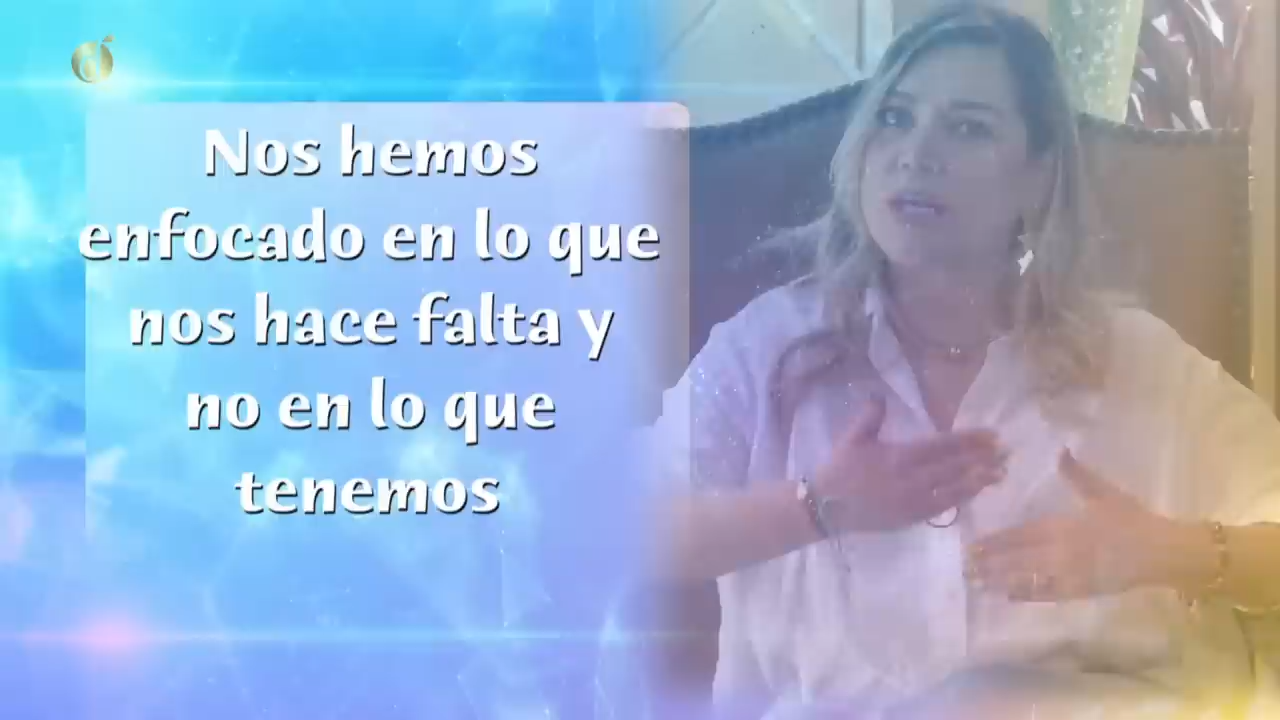 Nos hemos
enfocado en lo que
nos hace falta y
no en lo que
tenemos